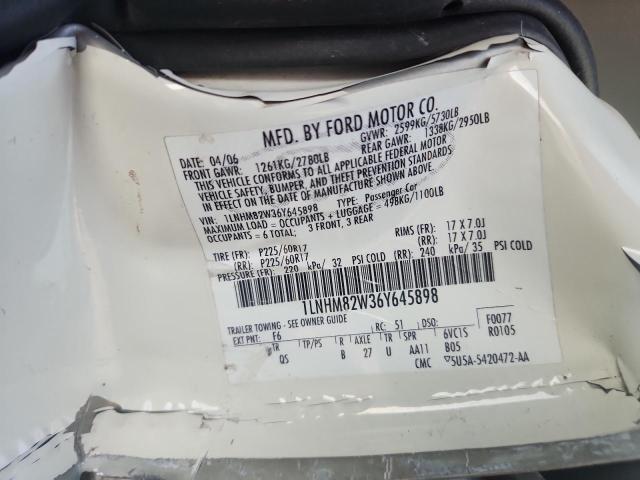 MFD. BY FORD MOTOR CO.
DATE: 04/06 GVWR: 2599KG/5730LB
FRONT GAWR: 1261KG/2780LB REAR GAWR: 1338KG/2950LB
THIS VEHICLE CONFORMS TO ALL APPLICABLE FEDERAL MOTOR
VEHICLE SAFETY, BUMPER, AND THEFT PREVENTION STANDARDS
IN EFFECT ON THE DATE OF MANUFACTURE SHOWN ABOVE.
VIN: 1LNHM82W36Y645898 TYPE: Passenger Car
MAXIMUM LOAD = OCCUPANTS + LUGGAGE = 498KG/1100LB
OCCUPANTS = 6 TOTAL; 3 FRONT, 3 REAR
TIRE (FR): P225/60R17 RIMS (FR): 17 X 7.0J
(RR): P225/60R17 (RR): 17 X 7.0J
PRESSURE (FR): 220 kPa/ 32 PSI COLD (RR): 240 kPa/ 35 PSI COLD
1LNHM82W36Y645898
TRAILER TOWING - SEE OWNER GUIDE
EXT PNT: F6 RC: 51 DSO: F0077
TR TP/PS R AXLE TR SPR 6VC1S R0105
QS B 27 U AA11 B05
CMC ▽5U5A-5420472-AA